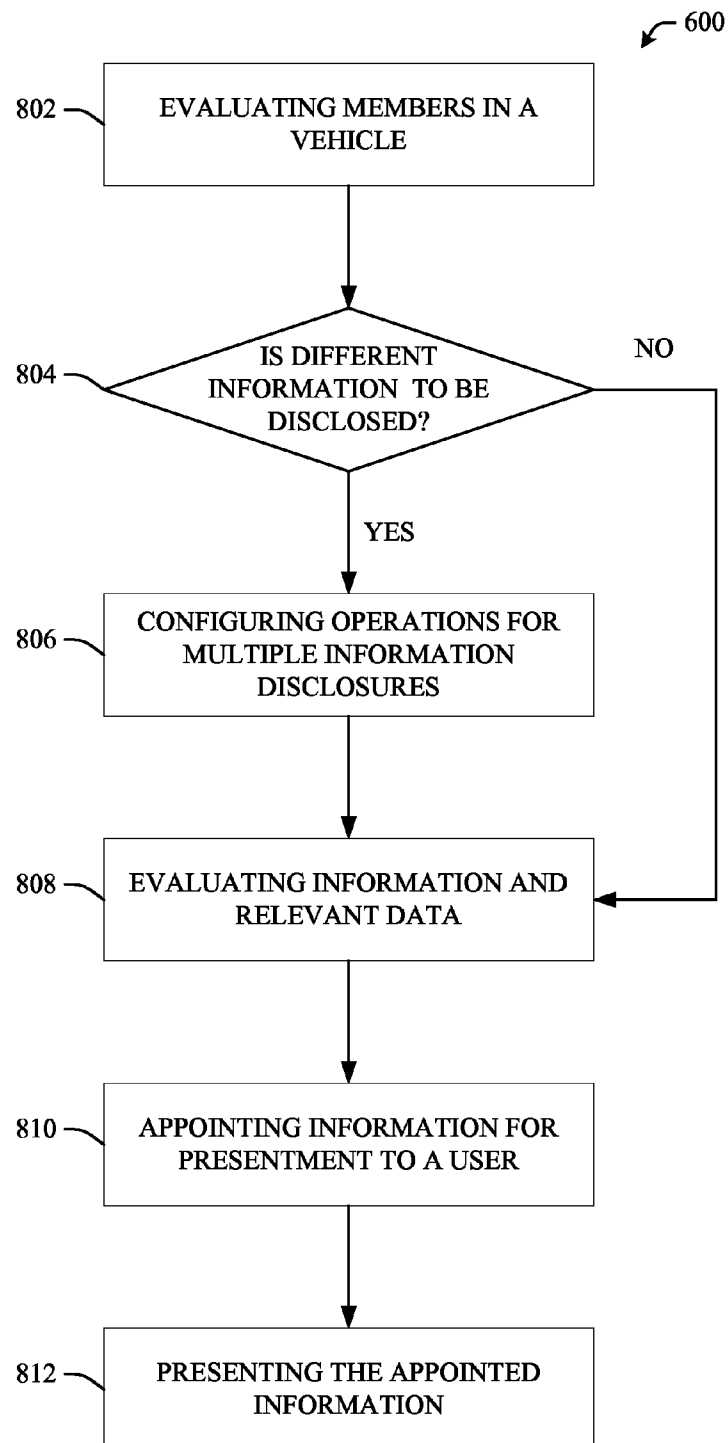 600
802
EVALUATING MEMBERS IN A
VEHICLE
804
IS DIFFERENT
INFORMATION TO BE
DISCLOSED?
NO
YES
806
CONFIGURING OPERATIONS FOR
MULTIPLE INFORMATION
DISCLOSURES
808
EVALUATING INFORMATION AND
RELEVANT DATA
810
APPOINTING INFORMATION FOR
PRESENTMENT TO A USER
812
PRESENTING THE APPOINTED
INFORMATION